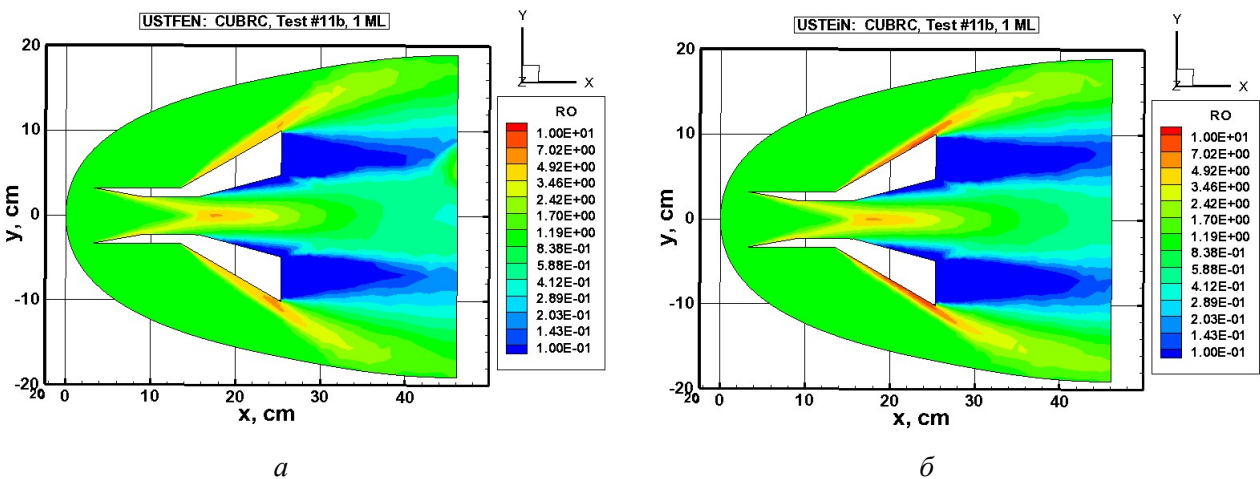 USTFEN: CUBRC, Test #11b, 1 ML
Y
Z X
RO
1.00E+01
7.02E+00
4.92E+00
3.46E+00
2.42E+00
1.70E+00
1.19E+00
8.38E-01
5.88E-01
4.12E-01
2.89E-01
2.03E-01
1.43E-01
1.00E-01
20
10
0
-10
-20
y, cm
20 0 10 20 30 40
x, cm
а
USTEiN: CUBRC, Test #11b, 1 ML
Y
Z X
RO
1.00E+01
7.02E+00
4.92E+00
3.46E+00
2.42E+00
1.70E+00
1.19E+00
8.38E-01
5.88E-01
4.12E-01
2.89E-01
2.03E-01
1.43E-01
1.00E-01
20
10
0
-10
-20
y, cm
20 0 10 20 30 40
x, cm
б